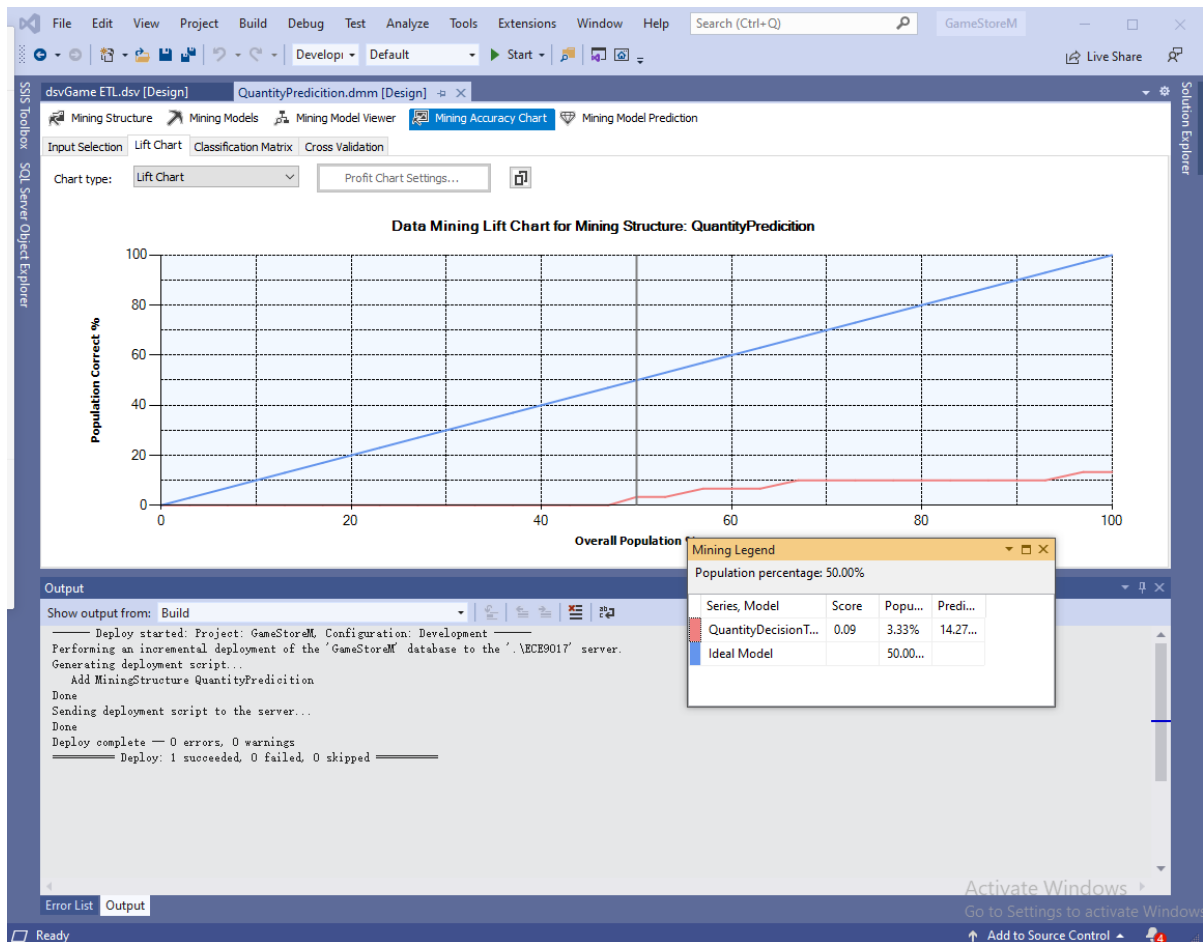 File Edit View Project Build Debug Test Analyze Tools Extensions Window Help Search (Ctrl+Q) GameStoreM
Develop Default Start Live Share
SSIS Toolbox
SQL Server Object Explorer
Solution Explorer
dsvGame ETL.dsv [Design] QuantityPredicition.dmm [Design]
Mining Structure Mining Models Mining Model Viewer Mining Accuracy Chart Mining Model Prediction
Input Selection Lift Chart Classification Matrix Cross Validation
Chart type: Lift Chart Profit Chart Settings...
Data Mining Lift Chart for Mining Structure: QuantityPredicition
Population Correct %
100
80
60
40
20
0
0 20 40 60 80 100
Overall Population
Mining Legend
Population percentage: 50.00%
Series, Model Score Popu... Predi...
QuantityDecisionT... 0.09 3.33% 14.27...
Ideal Model 50.00...
Output
Show output from: Build
----- Deploy started: Project: GameStoreM, Configuration: Development -----
Performing an incremental deployment of the 'GameStoreM' database to the '.\ECE9017' server.
Generating deployment script...
Add MiningStructure QuantityPredicition
Done
Sending deployment script to the server...
Done
Deploy complete -- 0 errors, 0 warnings
========== Deploy: 1 succeeded, 0 failed, 0 skipped ==========
Activate Windows
Go to Settings to activate Windows
Error List Output
Ready Add to Source Control 4